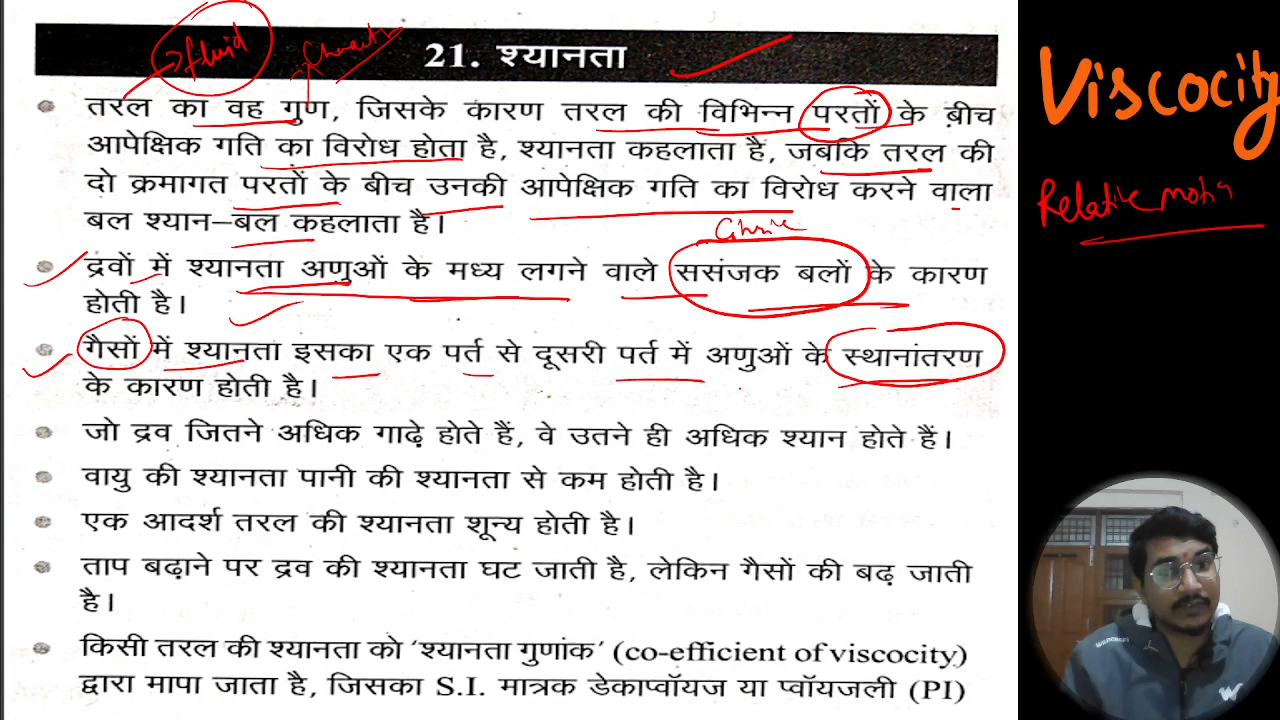 fluid
21. श्यानता
तरल का वह गुण, जिसके कारण तरल की विभिन्न परतों के बीच
आपेक्षिक गति का विरोध होता है, श्यानता कहलाता है, जबकि तरल की
दो क्रमागत परतों के बीच उनकी आपेक्षिक गति का विरोध करने वाला
बल श्यान–बल कहलाता है।
द्रवों में श्यानता अणुओं के मध्य लगने वाले ससंजक बलों के कारण
होती है।
गैसों में श्यानता इसका एक पर्त से दूसरी पर्त में अणुओं के स्थानांतरण
के कारण होती है।
जो द्रव जितने अधिक गाढ़े होते हैं, वे उतने ही अधिक श्यान होते हैं।
वायु की श्यानता पानी की श्यानता से कम होती है।
एक आदर्श तरल की श्यानता शून्य होती है।
ताप बढ़ाने पर द्रव की श्यानता घट जाती है, लेकिन गैसों की बढ़ जाती
है।
किसी तरल की श्यानता को ‘श्यानता गुणांक’ (co-efficient of viscocity)
द्वारा मापा जाता है, जिसका S.I. मात्रक डेकाप्वॉयज या प्वॉयजली (PI)
Viscocity
Relative